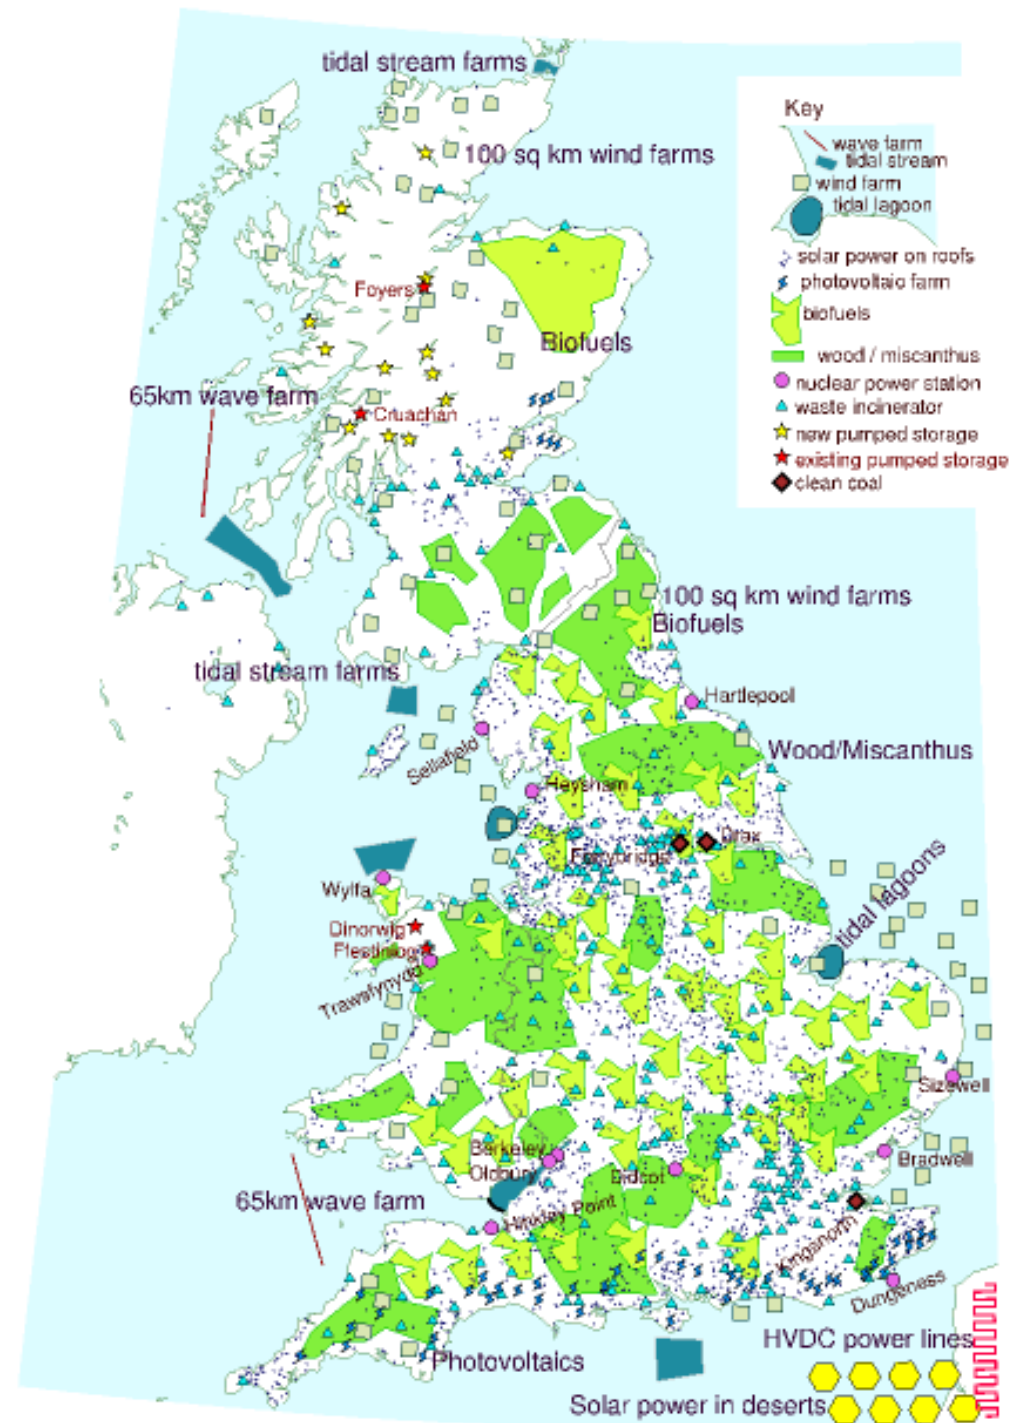 tidal stream farms
Key
wave farm
tidal stream
100 sq km wind farms
wind farm
tidal lagoon
solar power on roofs
photovoltaic farm
Foyers
biofuels
Biofuels
wood / miscanthus
nuclear power station
65km wave farm
waste incinerator
Cruachan
new pumped storage
existing pumped storage
clean coal
100 sq km wind farms
Biofuels
tidal stream farms
Hartlepool
Sellafield
Wood/Miscanthus
Heysham
Drax
Ferrybridge
tidal lagoons
Wylfa
Dinorwig
Ffestiniog
Trawsfynydd
Sizewell
Berkeley
Oldbury
Didcot
Bradwell
65km wave farm
Hinkley Point
Kingsnorth
Dungeness
HVDC power lines
Photovoltaics
Solar power in deserts